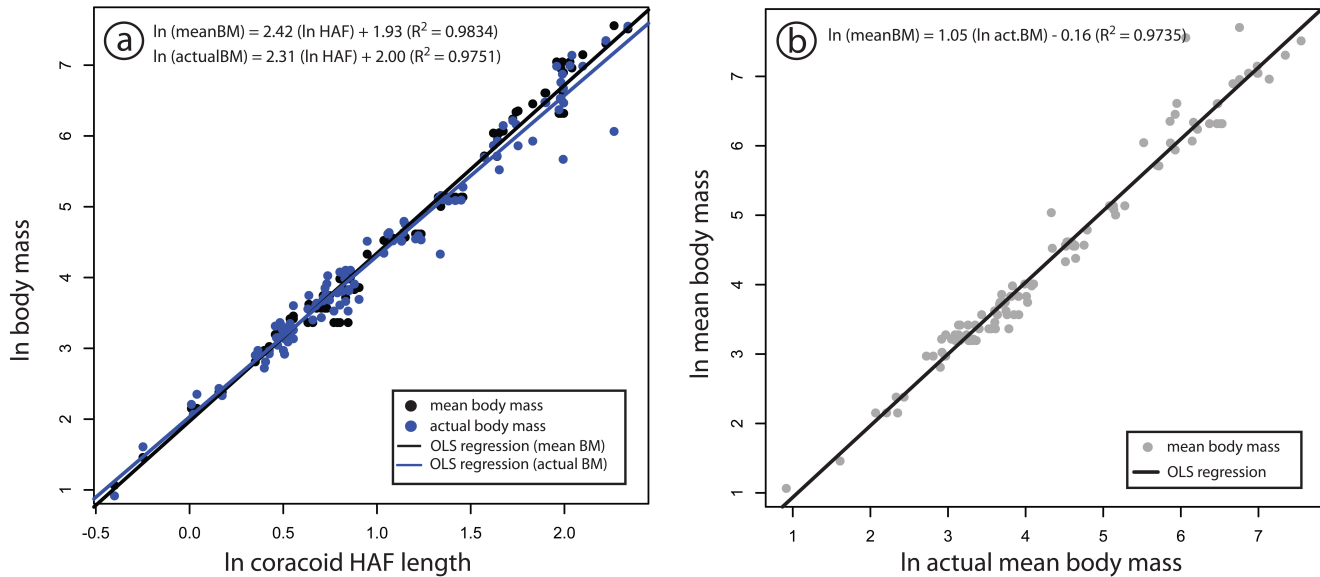 a
ln (meanBM) = 2.42 (ln HAF) + 1.93 (R² = 0.9834)
ln (actualBM) = 2.31 (ln HAF) + 2.00 (R² = 0.9751)
ln body mass
7
6
5
4
3
2
1
mean body mass
actual body mass
OLS regression (mean BM)
OLS regression (actual BM)
-0.5 0.0 0.5 1.0 1.5 2.0
ln coracoid HAF length
b
ln (meanBM) = 1.05 (ln act.BM) - 0.16 (R² = 0.9735)
ln mean body mass
7
6
5
4
3
2
1
mean body mass
OLS regression
1 2 3 4 5 6 7
ln actual mean body mass